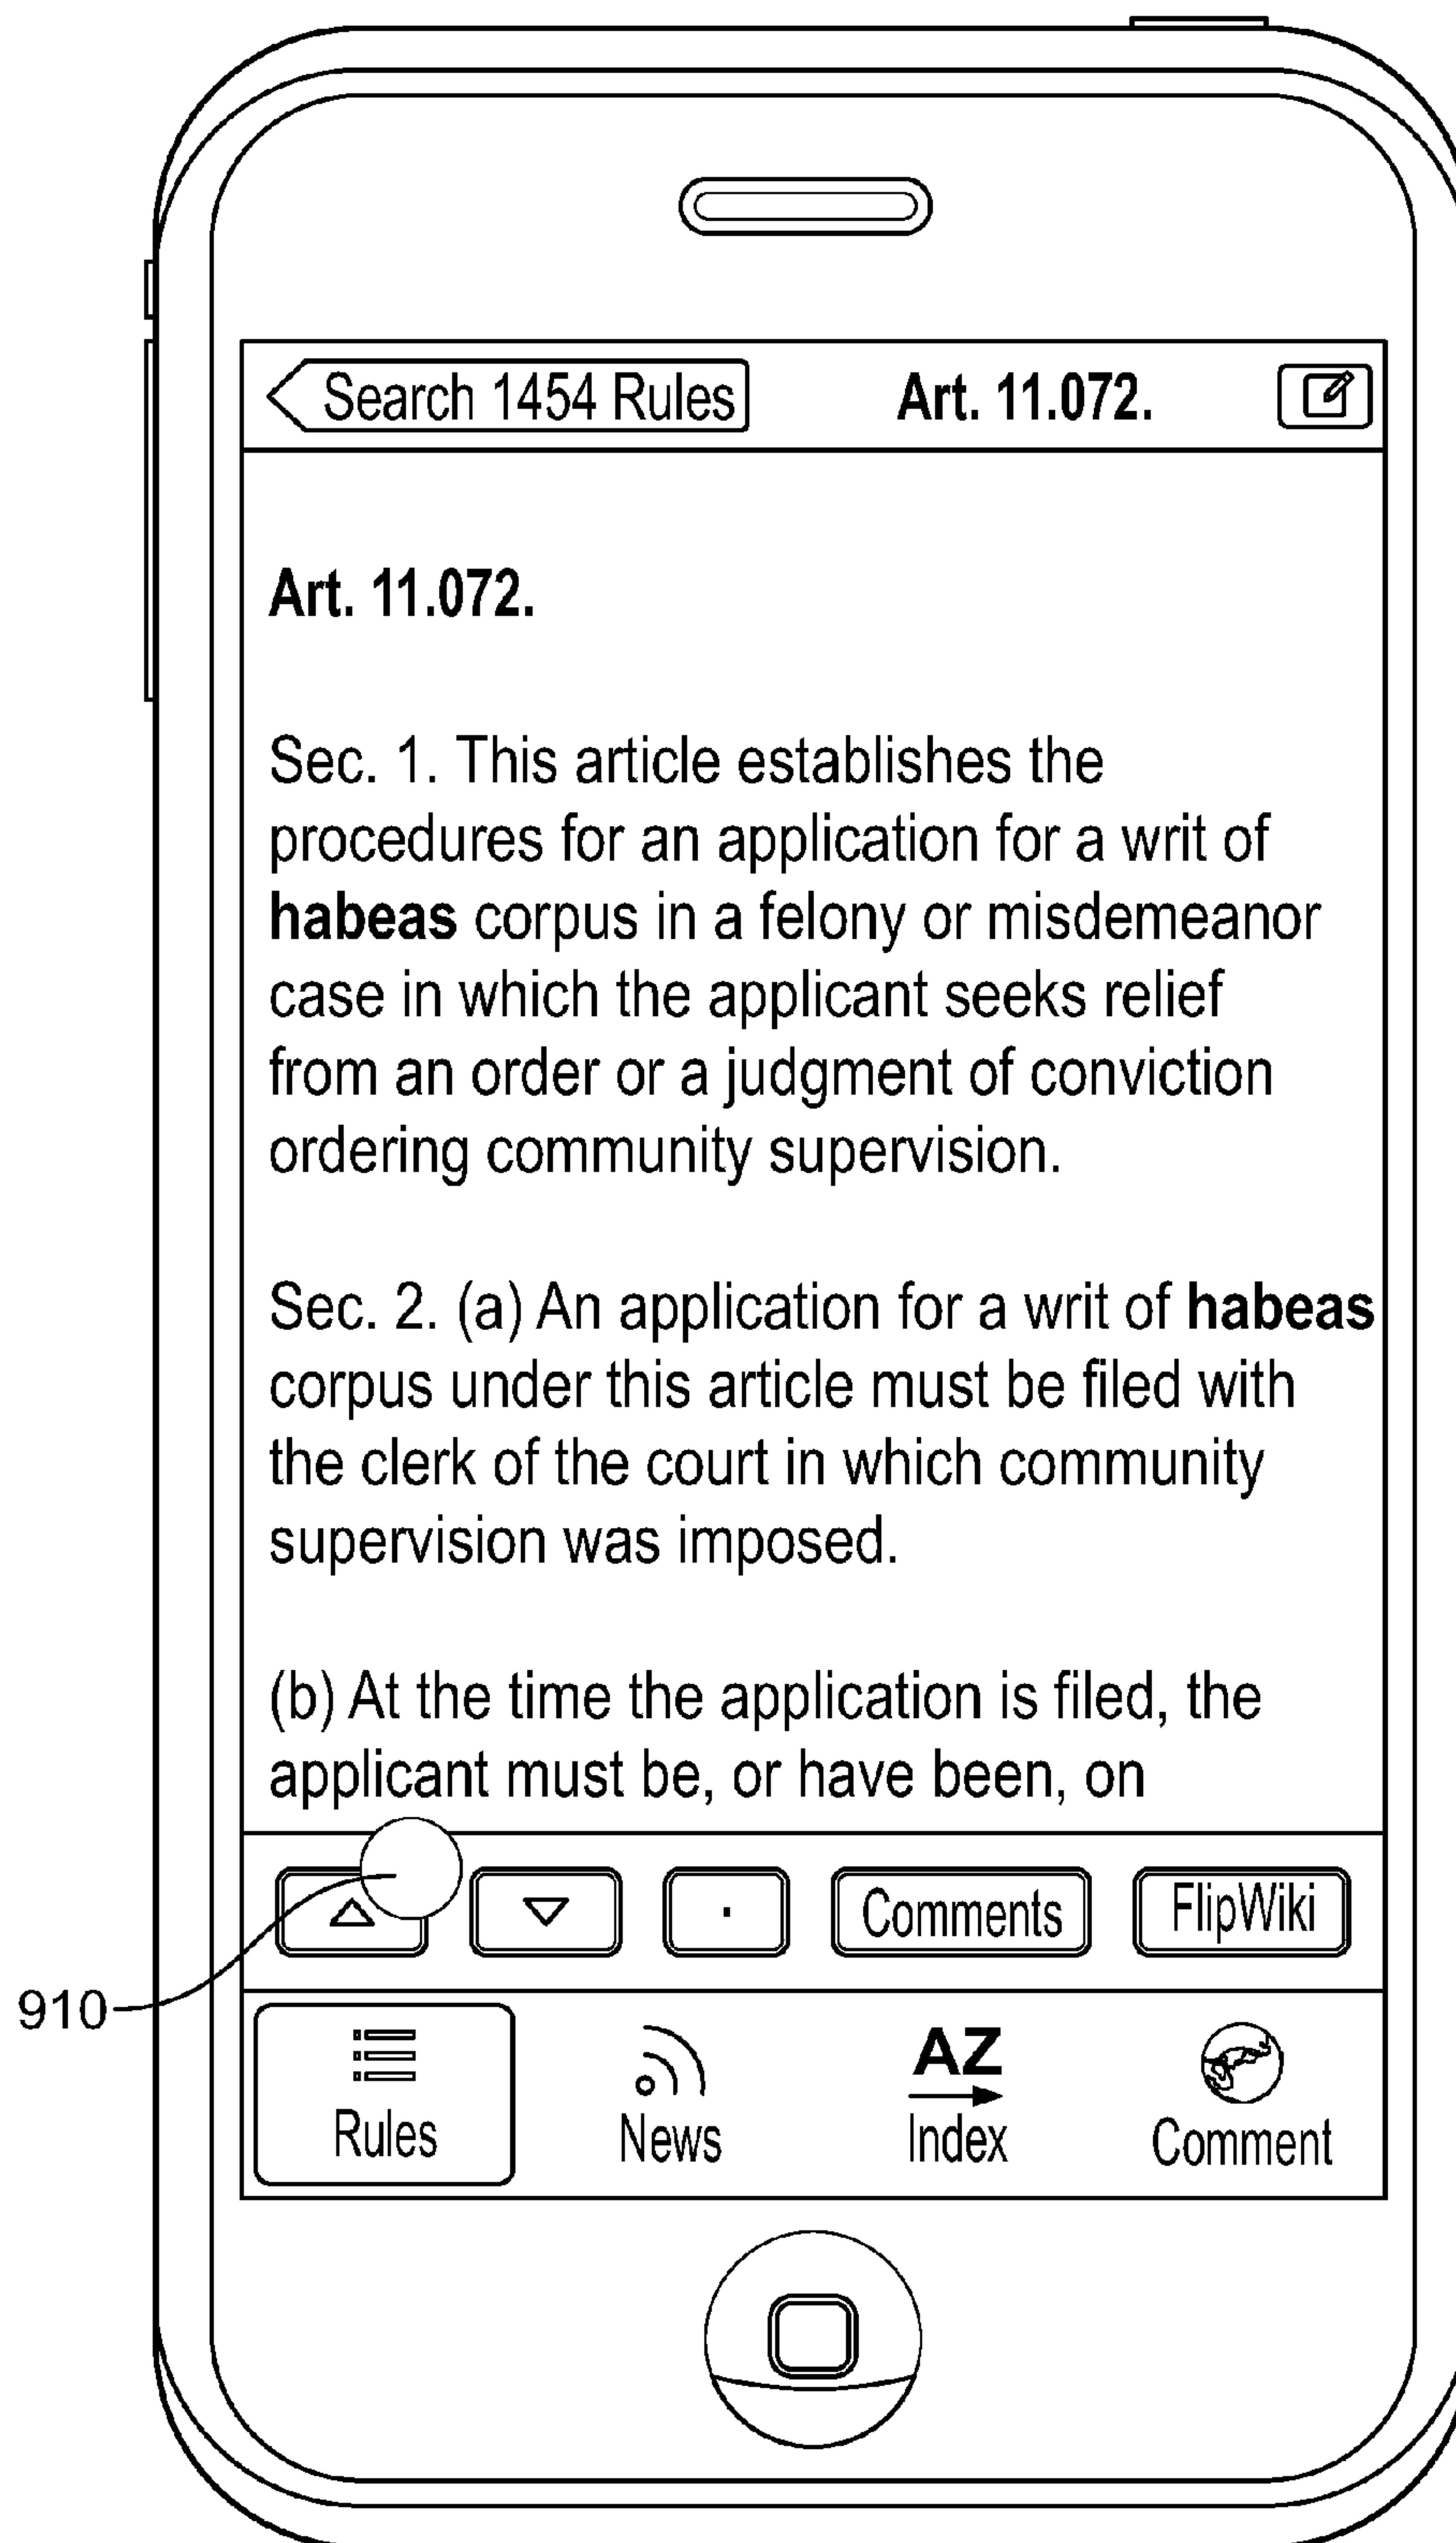 Search 1454 Rules
Art. 11.072.
Art. 11.072.
Sec. 1. This article establishes the
procedures for an application for a writ of
habeas corpus in a felony or misdemeanor
case in which the applicant seeks relief
from an order or a judgment of conviction
ordering community supervision.
Sec. 2. (a) An application for a writ of habeas
corpus under this article must be filed with
the clerk of the court in which community
supervision was imposed.
(b) At the time the application is filed, the
applicant must be, or have been, on
Comments
FlipWiki
910
Rules
News
AZ
Index
Comment